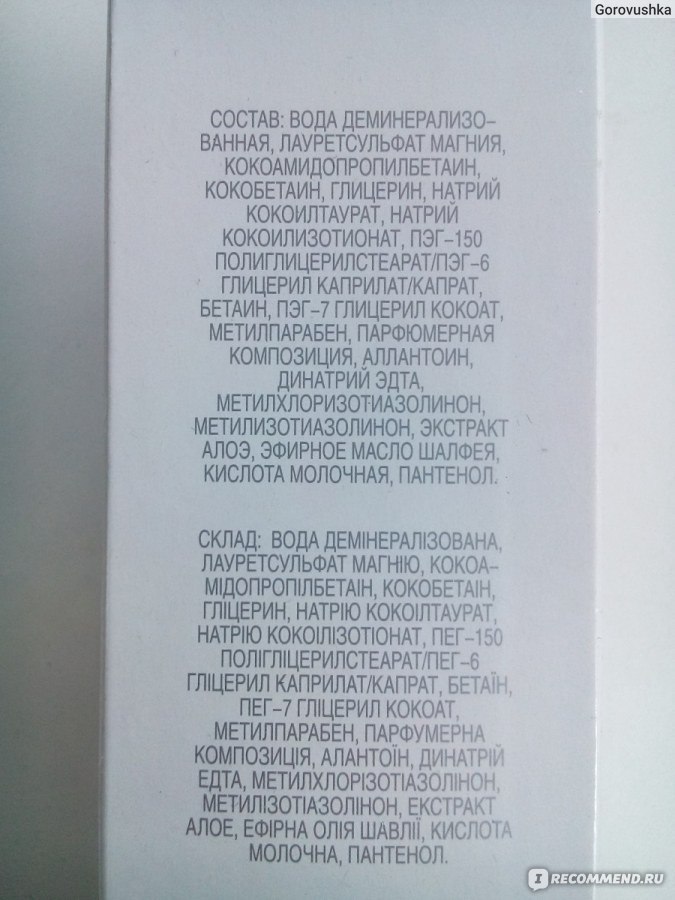 Gorovushka
СОСТАВ: ВОДА ДЕМИНЕРАЛИЗО–
ВАННАЯ, ЛАУРЕТСУЛЬФАТ МАГНИЯ,
КОКОАМИДОПРОПИЛБЕТАИН,
КОКОБЕТАИН, ГЛИЦЕРИН, НАТРИЙ
КОКОИЛТАУРАТ, НАТРИЙ
КОКОИЛИЗОТИОНАТ, ПЭГ–150
ПОЛИГЛИЦЕРИЛСТЕАРАТ/ПЭГ–6
ГЛИЦЕРИЛ КАПРИЛАТ/КАПРАТ,
БЕТАИН, ПЭГ–7 ГЛИЦЕРИЛ КОКОАТ,
МЕТИЛПАРАБЕН, ПАРФЮМЕРНАЯ
КОМПОЗИЦИЯ, АЛЛАНТОИН,
ДИНАТРИЙ ЭДТА,
МЕТИЛХЛОРИЗОТИАЗОЛИНОН,
МЕТИЛИЗОТИАЗОЛИНОН, ЭКСТРАКТ
АЛОЭ, ЭФИРНОЕ МАСЛО ШАЛФЕЯ,
КИСЛОТА МОЛОЧНАЯ, ПАНТЕНОЛ.
СКЛАД: ВОДА ДЕМІНЕРАЛІЗОВАНА,
ЛАУРЕТСУЛЬФАТ МАГНІЮ, КОКОА–
МІДОПРОПІЛБЕТАІН, КОКОБЕТАІН,
ГЛІЦЕРИН, НАТРІЮ КОКОІЛТАУРАТ,
НАТРІЮ КОКОІЛІЗОТІОНАТ, ПЕГ–150
ПОЛІГЛІЦЕРИЛСТЕАРАТ/ПЕГ–6
ГЛІЦЕРИЛ КАПРИЛАТ/КАПРАТ, БЕТАЇН,
ПЕГ–7 ГЛІЦЕРИЛ КОКОАТ,
МЕТИЛПАРАБЕН, ПАРФУМЕРНА
КОМПОЗИЦІЯ, АЛАНТОЇН, ДИНАТРІЙ
ЕДТА, МЕТИЛХЛОРІЗОТІАЗОЛІНОН,
МЕТИЛІЗОТІАЗОЛІНОН, ЕКСТРАКТ
АЛОЕ, ЕФІРНА ОЛІЯ ШАВЛІЇ, КИСЛОТА
МОЛОЧНА, ПАНТЕНОЛ.
IRECOMMEND.RU